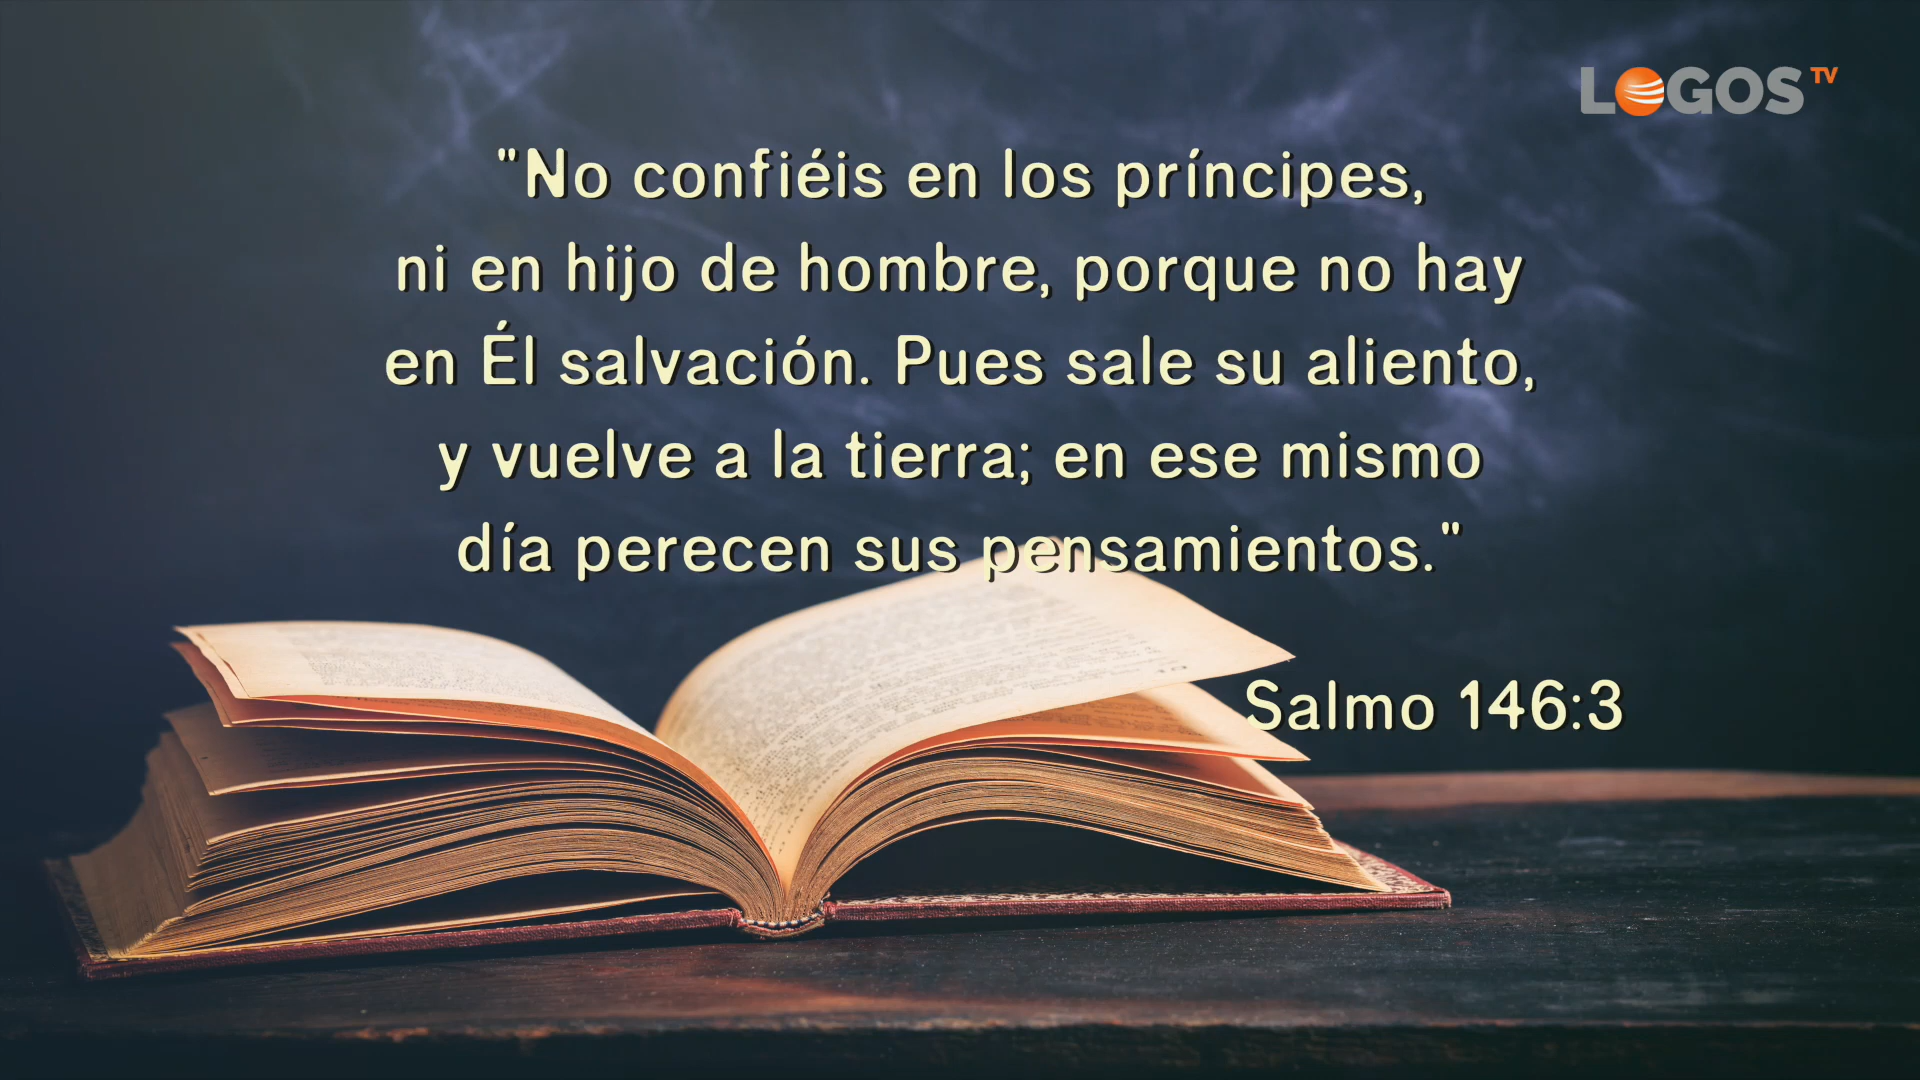 LOGOS TV
"No confiéis en los príncipes,
ni en hijo de hombre, porque no hay
en Él salvación. Pues sale su aliento,
y vuelve a la tierra; en ese mismo
día perecen sus pensamientos."
Salmo 146:3